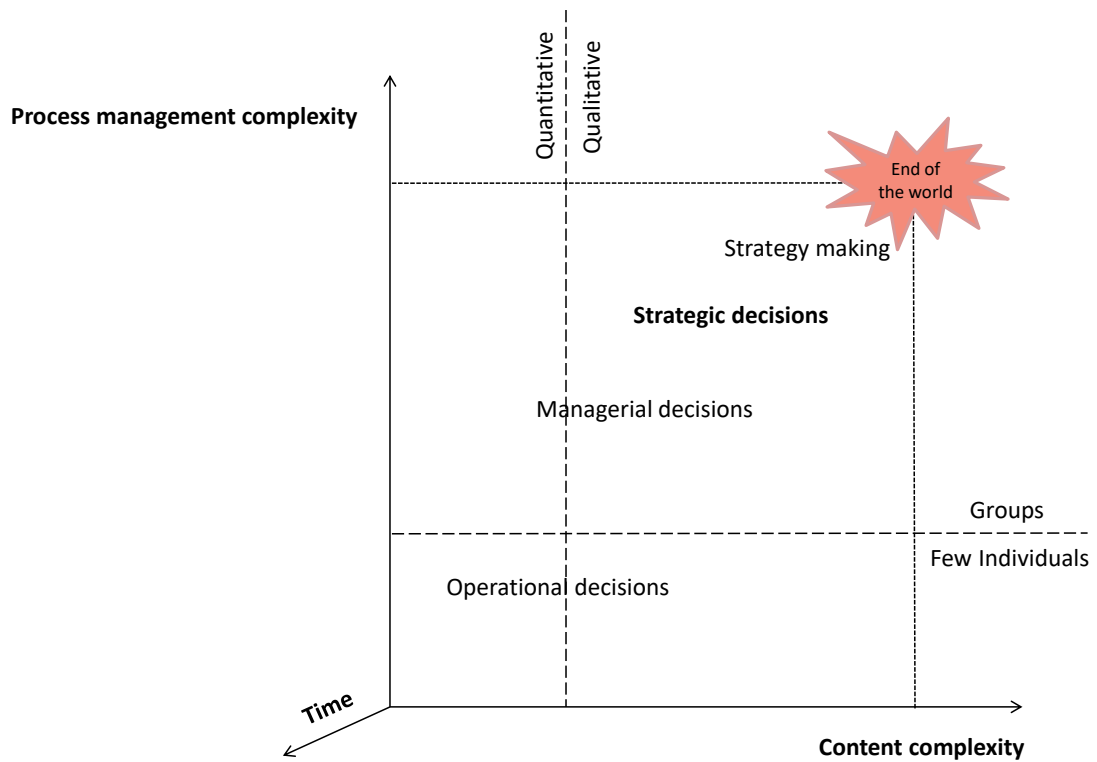 Quantitative
Qualitative
Process management complexity
End of
the world
Strategy making
Strategic decisions
Managerial decisions
Groups
Few Individuals
Operational decisions
Time
Content complexity